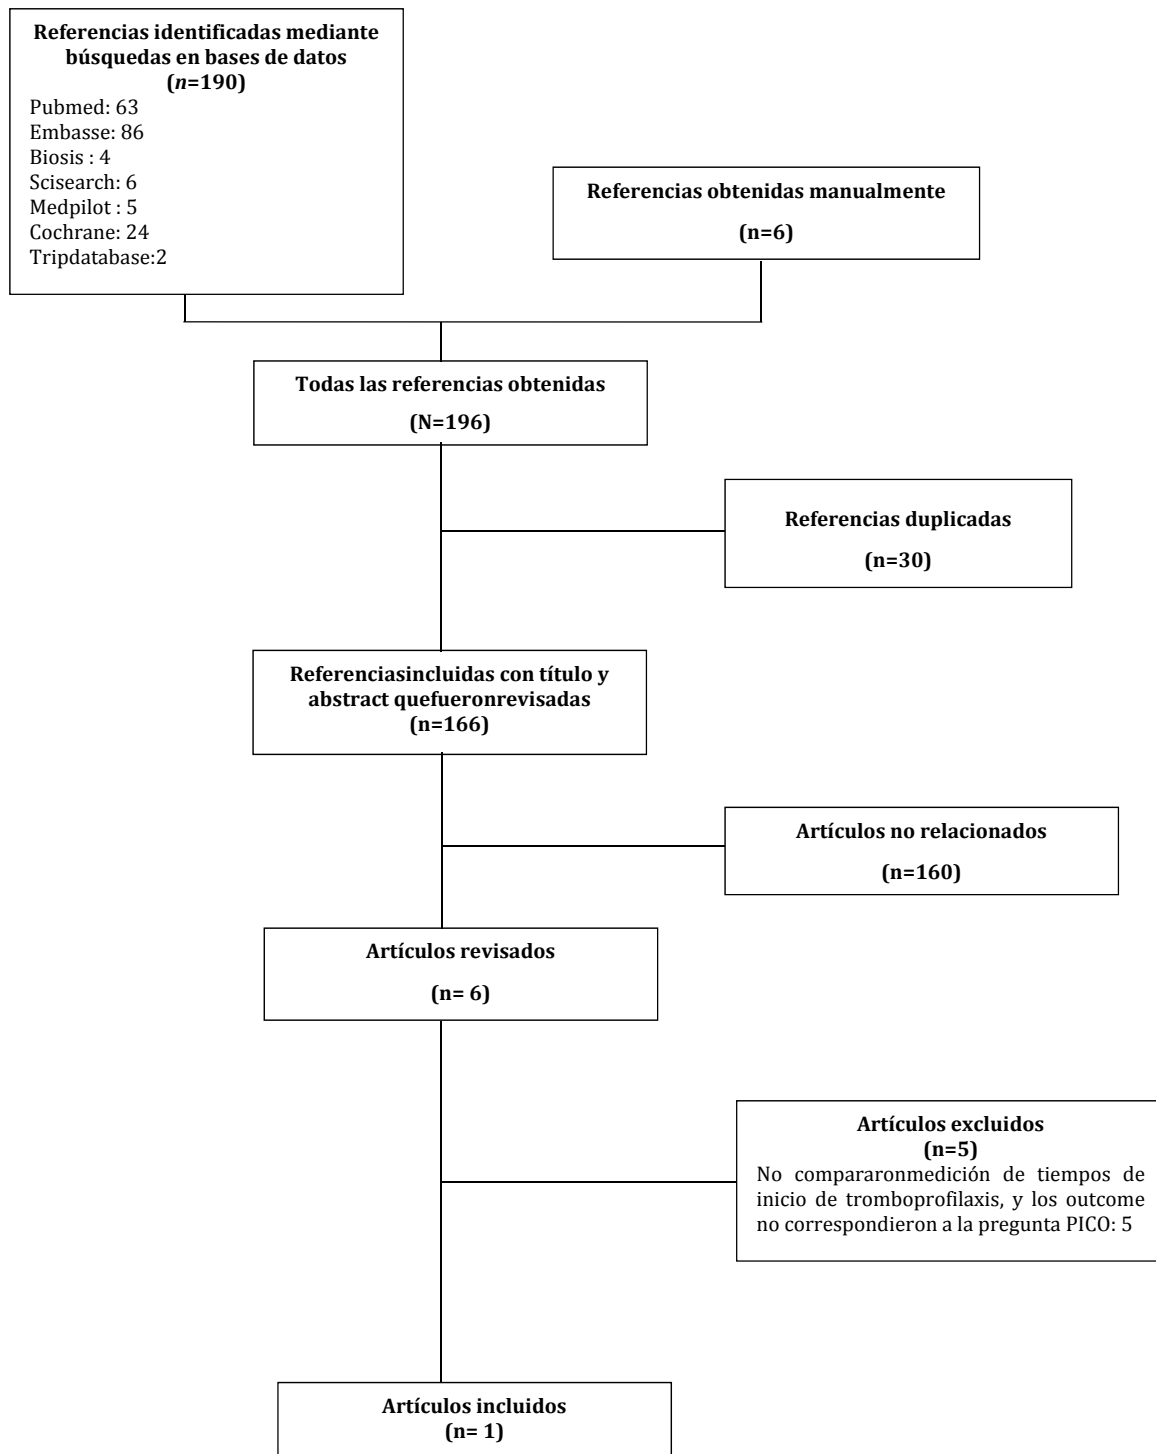 Referencias identificadas mediante
búsquedas en bases de datos
(n=190)
Pubmed: 63
Embasse: 86
Biosis : 4
Scisearch: 6
Medpilot : 5
Cochrane: 24
Tripdatabase:2
Referencias obtenidas manualmente
(n=6)
Todas las referencias obtenidas
(N=196)
Referencias duplicadas
(n=30)
Referenciasincluidas con título y
abstract quefueronrevisadas
(n=166)
Artículos no relacionados
(n=160)
Artículos revisados
(n= 6)
Artículos excluidos
(n=5)
No compararonmedición de tiempos de
inicio de tromboprofilaxis, y los outcome
no correspondieron a la pregunta PICO: 5
Artículos incluidos
(n= 1)